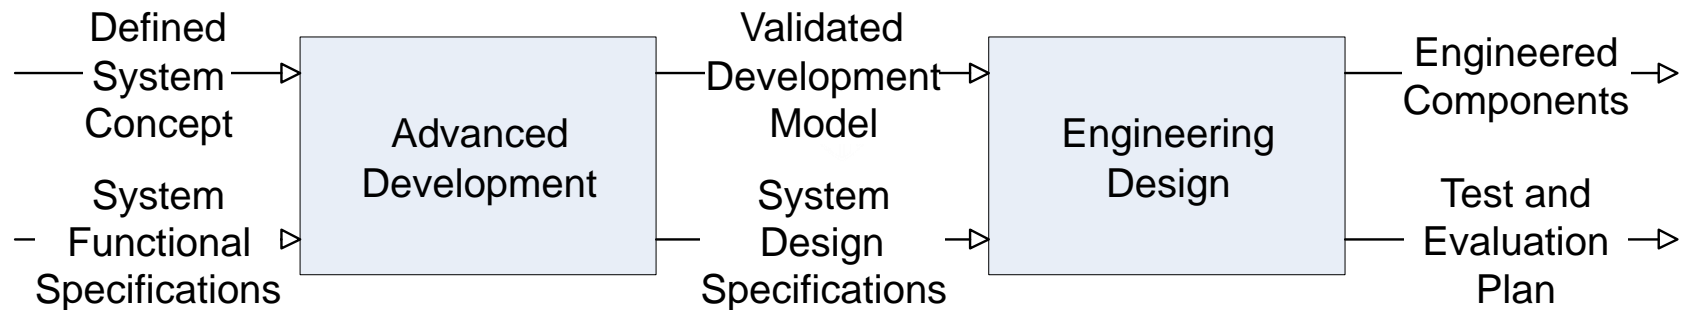 Defined
System
Concept
System
Functional
Specifications
Advanced
Development
Validated
Development
Model
System
Design
Specifications
Engineering
Design
Engineered
Components
Test and
Evaluation
Plan